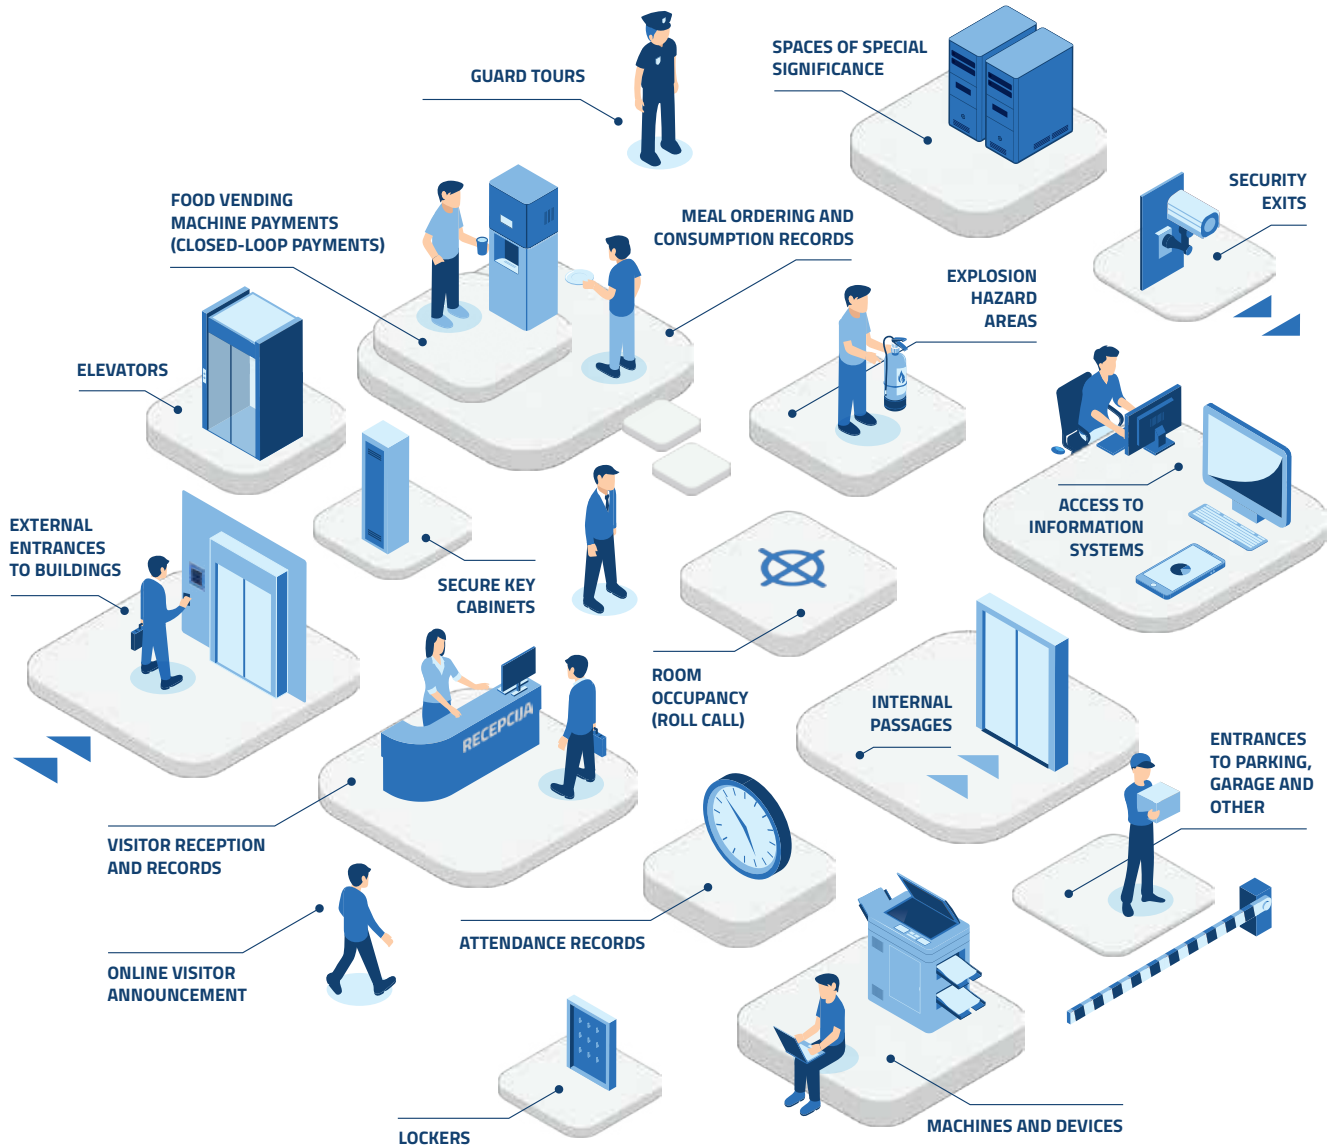 GUARD TOURS
SPACES OF SPECIAL
SIGNIFICANCE
SECURITY
EXITS
FOOD VENDING
MACHINE PAYMENTS
(CLOSED-LOOP PAYMENTS)
MEAL ORDERING AND
CONSUMPTION RECORDS
EXPLOSION
HAZARD
AREAS
ELEVATORS
EXTERNAL
ENTRANCES
TO BUILDINGS
SECURE KEY
CABINETS
ACCESS TO
INFORMATION
SYSTEMS
ROOM
OCCUPANCY
(ROLL CALL)
INTERNAL
PASSAGES
RECEPCIJA
ENTRANCES
TO PARKING,
GARAGE AND
OTHER
VISITOR RECEPTION
AND RECORDS
ATTENDANCE RECORDS
ONLINE VISITOR
ANNOUNCEMENT
LOCKERS
MACHINES AND DEVICES